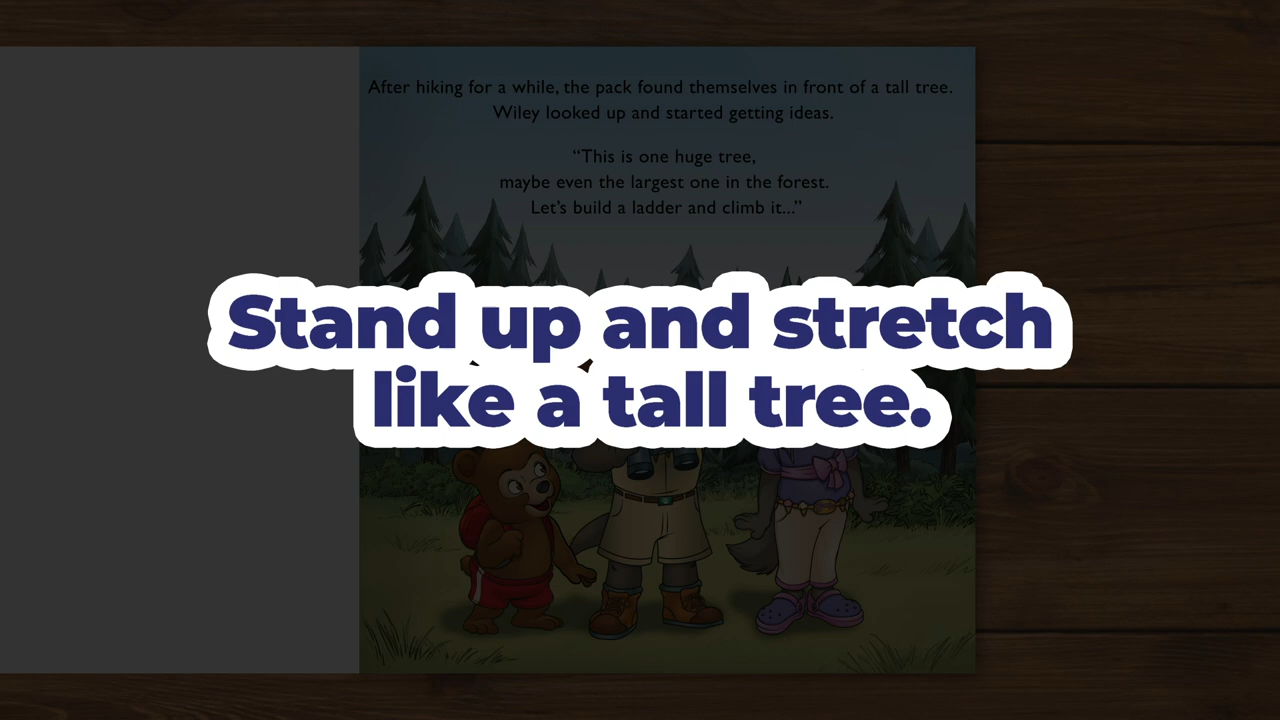 After hiking for a while, the pack found themselves in front of a tall tree.
Wiley looked up and started getting ideas.
“This is one huge tree,
maybe even the largest one in the forest.
Let’s build a ladder and climb it...”
Stand up and stretch
like a tall tree.